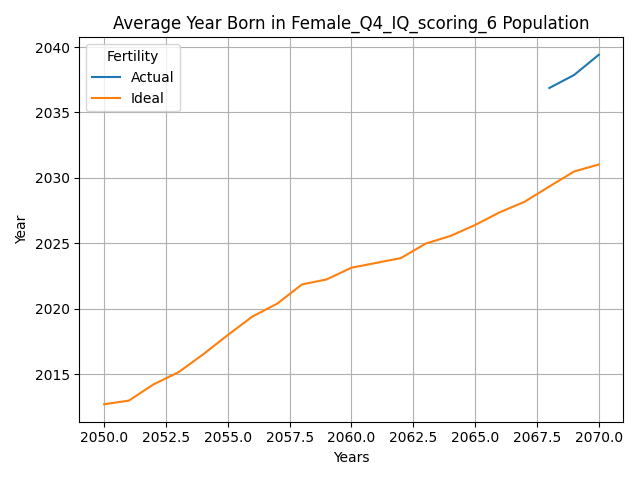 Average Year Born in Female_Q4_IQ_scoring_6 Population
Fertility
Actual
Ideal
Year
2040
2035
2030
2025
2020
2015
2050.0 2052.5 2055.0 2057.5 2060.0 2062.5 2065.0 2067.5 2070.0
Years